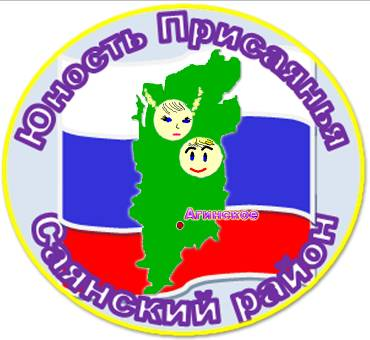 Юность Присаянья
Агинское
Саянский район